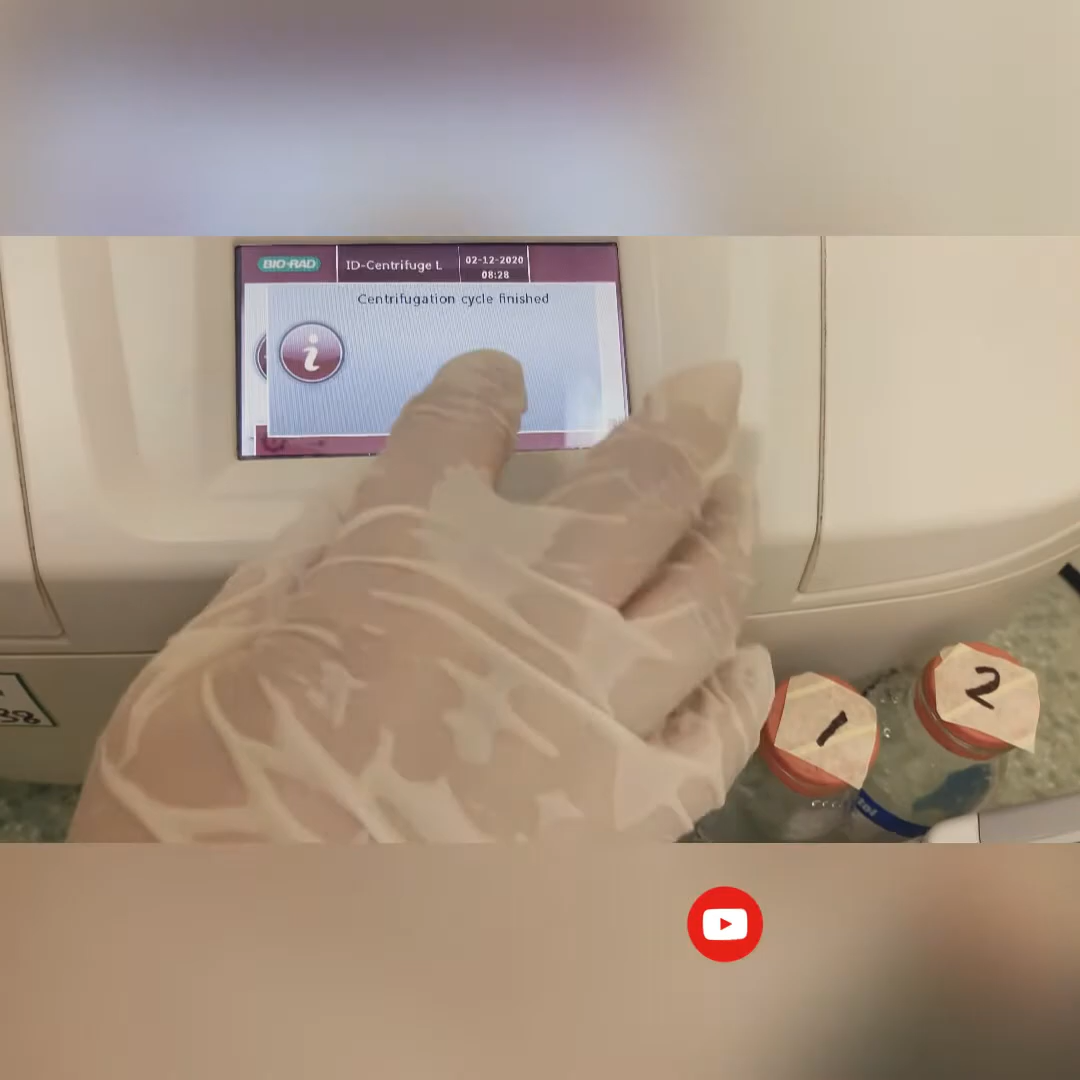 BIO-RAD
ID-Centrifuge L
02-12-2020
08:28
Centrifugation cycle finished
1
2